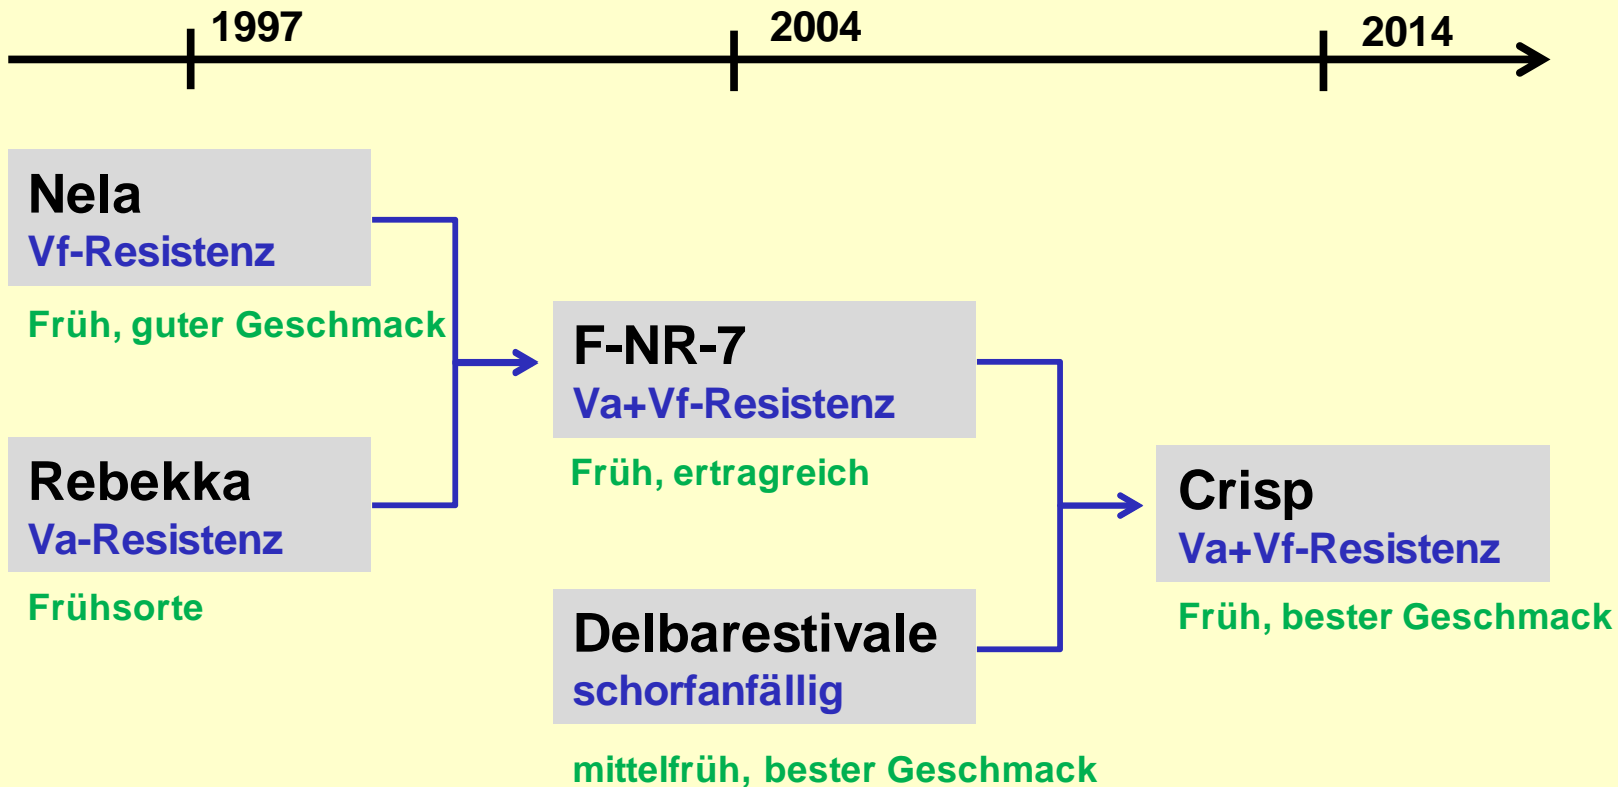 1997
2004
2014
Nela
Vf-Resistenz
Früh, guter Geschmack
Rebekka
Va-Resistenz
Frühsorte
F-NR-7
Va+Vf-Resistenz
Früh, ertragreich
Delbarestivale
schorfanfällig
mittelfrüh, bester Geschmack
Crisp
Va+Vf-Resistenz
Früh, bester Geschmack